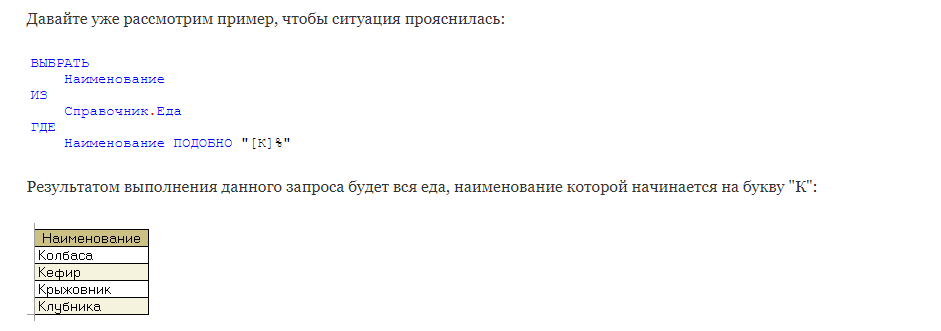 Давайте уже рассмотрим пример, чтобы ситуация прояснилась:
ВЫБРАТЬ
Наименование
ИЗ
Справочник.Еда
ГДЕ
Наименование ПОДОБНО "[К]%"
Результатом выполнения данного запроса будет вся еда, наименование которой начинается на букву "К":
Наименование
Колбаса
Кефир
Крыжовник
Клубника